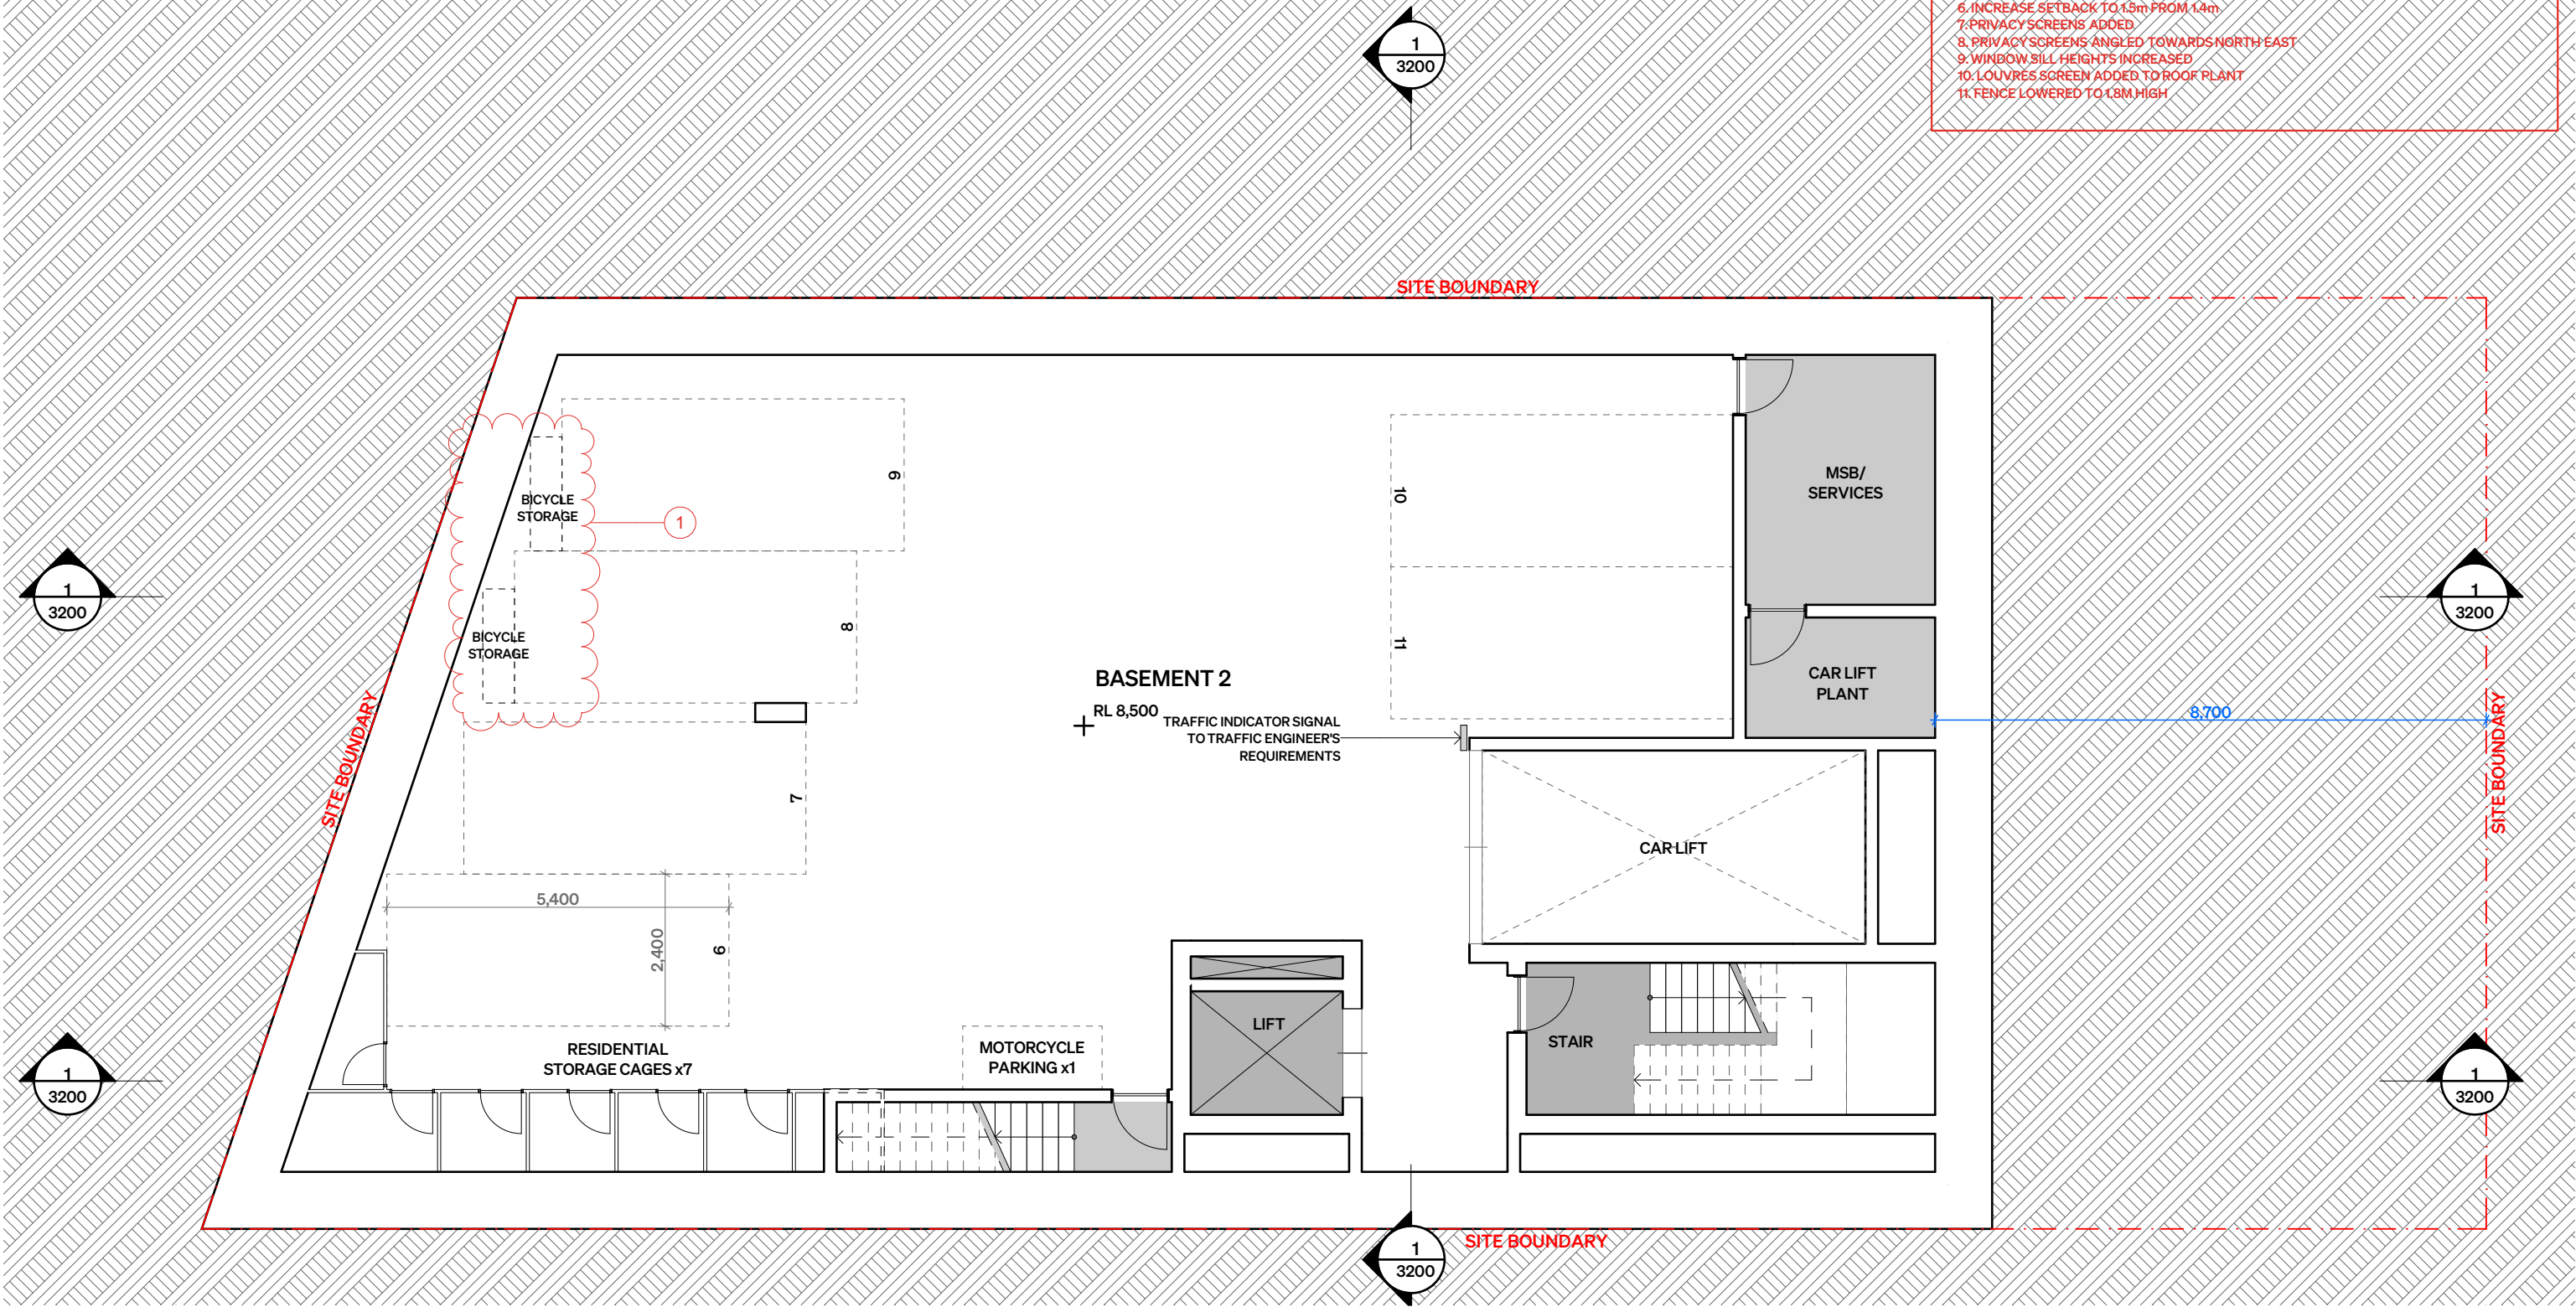 6. INCREASE SETBACK TO 1.5m FROM 1.4m
7. PRIVACY SCREENS ADDED
8. PRIVACY SCREENS ANGLED TOWARDS NORTH EAST
9. WINDOW SILL HEIGHTS INCREASED
10. LOUVRES SCREEN ADDED TO ROOF PLANT
11. FENCE LOWERED TO 1.8M HIGH
1
3200
SITE BOUNDARY
9
10
MSB/
SERVICES
BICYCLE
STORAGE
1
1
3200
1
3200
8
11
BICYCLE
STORAGE
BASEMENT 2
RL 8,500
TRAFFIC INDICATOR SIGNAL
TO TRAFFIC ENGINEER'S
REQUIREMENTS
CAR LIFT
PLANT
8,700
SITE BOUNDARY
SITE BOUNDARY
7
CAR LIFT
5,400
2,400
6
LIFT
STAIR
RESIDENTIAL
STORAGE CAGES x7
MOTORCYCLE
PARKING x1
1
3200
1
3200
SITE BOUNDARY
1
3200